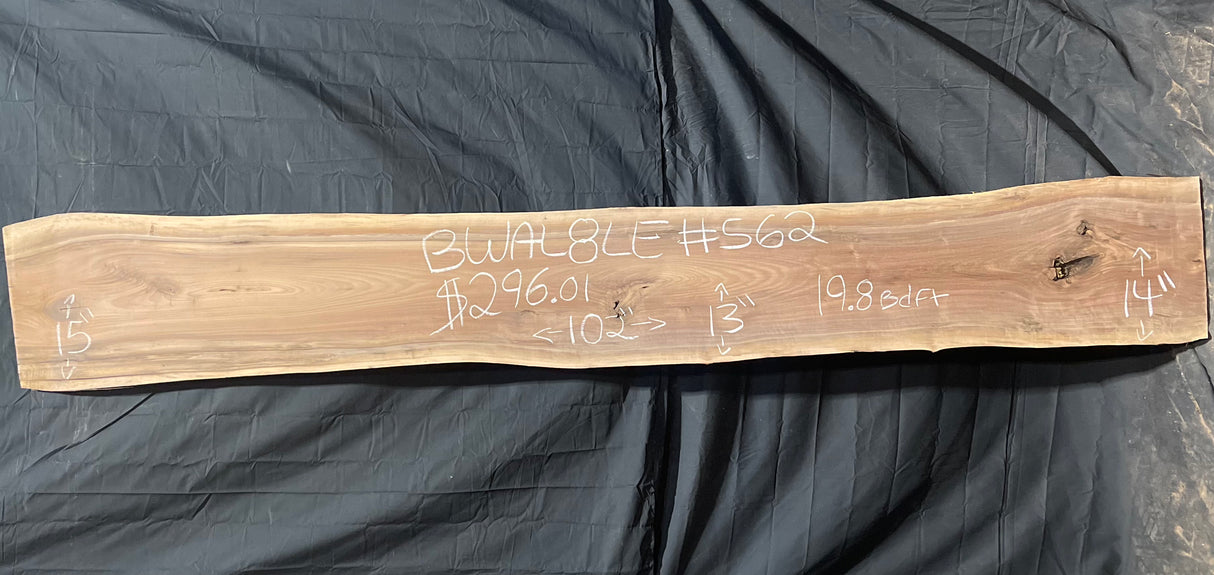 BWAL8LE #562
$296.01
19.8 BdFt
←102"→
13"
14"
15"